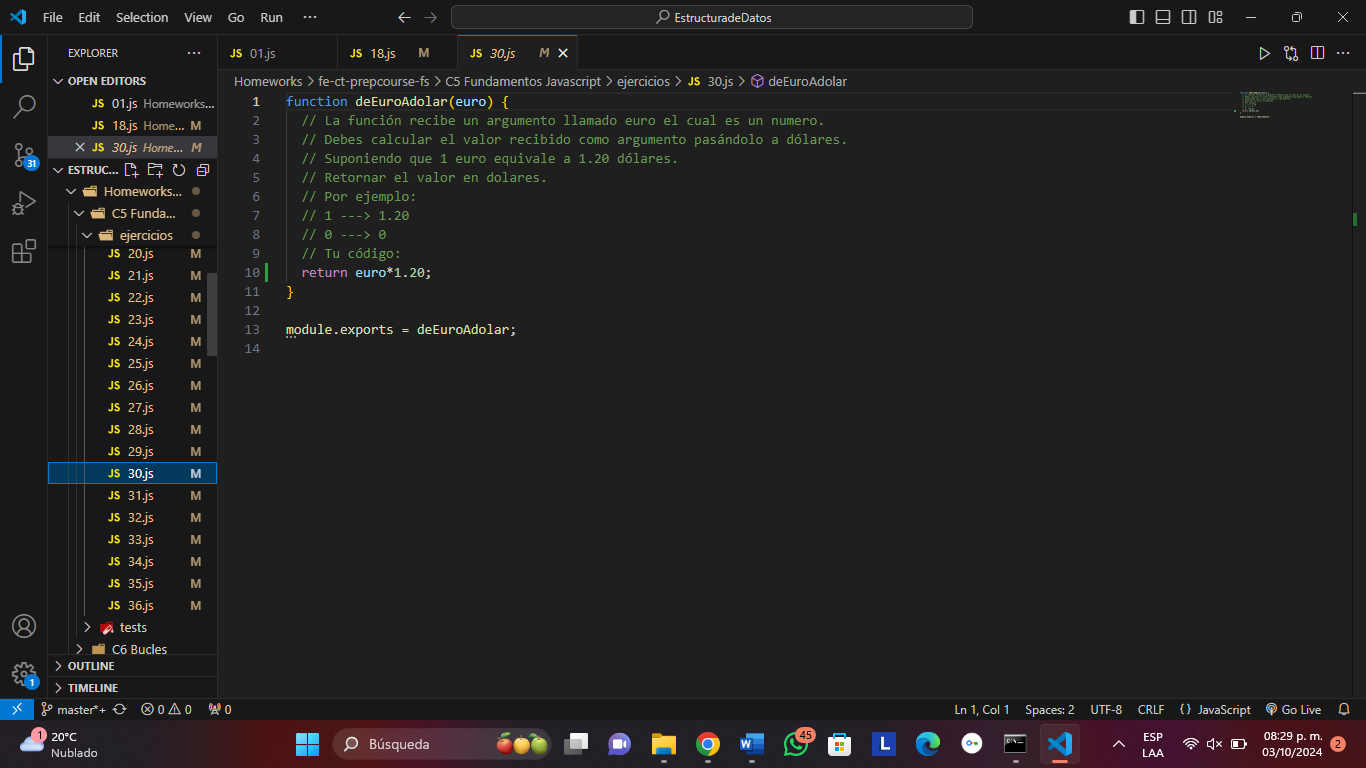 File Edit Selection View Go Run ···
EstructuradeDatos
EXPLORER ···
OPEN EDITORS
JS 01.js Homeworks...
JS 18.js Home... M
JS 30.js Home... M
ESTRUC...
Homeworks...
C5 Funda...
ejercicios
JS 20.js M
JS 21.js M
JS 22.js M
JS 23.js M
JS 24.js M
JS 25.js M
JS 26.js M
JS 27.js M
JS 28.js M
JS 29.js M
JS 30.js M
JS 31.js M
JS 32.js M
JS 33.js M
JS 34.js M
JS 35.js M
JS 36.js M
tests
C6 Bucles
OUTLINE
TIMELINE
31
1
JS 01.js
JS 18.js M
JS 30.js M
Homeworks > fe-ct-prepcourse-fs > C5 Fundamentos Javascript > ejercicios > JS 30.js > deEuroAdolar
1 function deEuroAdolar(euro) {
2 // La función recibe un argumento llamado euro el cual es un numero.
3 // Debes calcular el valor recibido como argumento pasándolo a dólares.
4 // Suponiendo que 1 euro equivale a 1.20 dólares.
5 // Retornar el valor en dolares.
6 // Por ejemplo:
7 // 1 ---> 1.20
8 // 0 ---> 0
9 // Tu código:
10 return euro*1.20;
11 }
12
13 module.exports = deEuroAdolar;
14
master*+ 0 0 0
Ln 1, Col 1 Spaces: 2 UTF-8 CRLF {} JavaScript Go Live
1
20°C
Nublado
Búsqueda
45
L
ESP
LAA
08:29 p. m.
03/10/2024
2